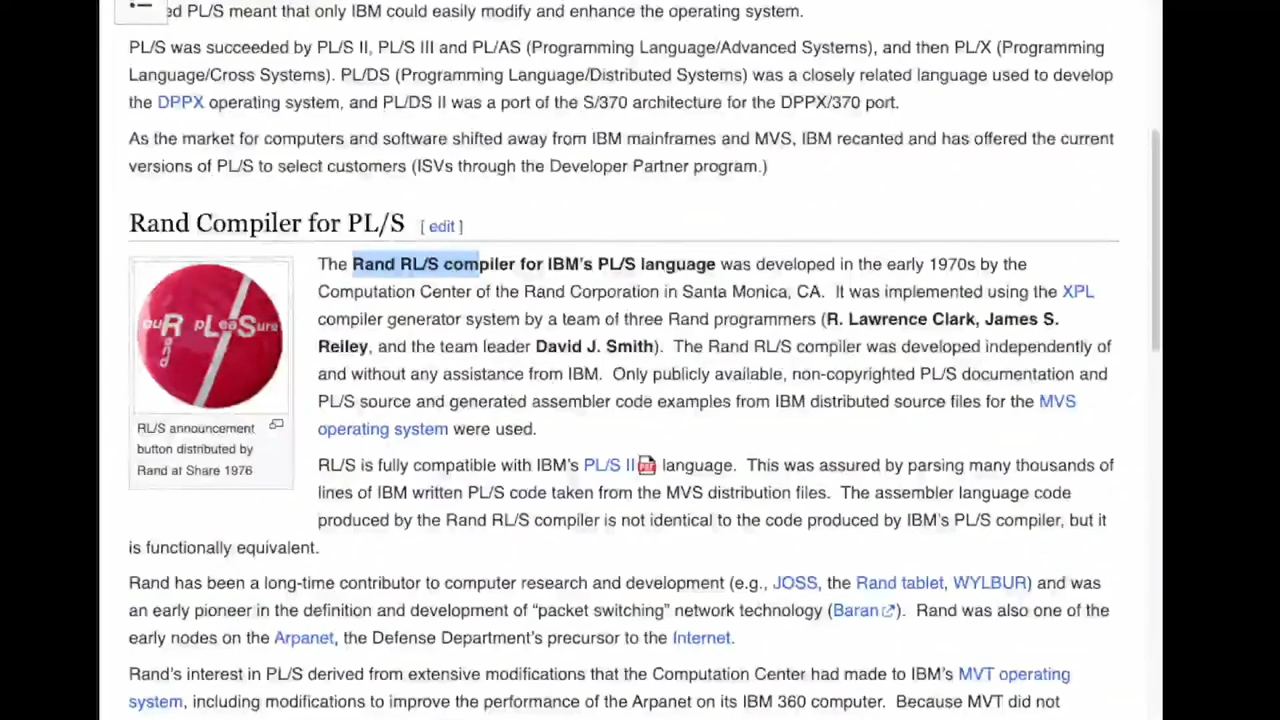 ed PL/S meant that only IBM could easily modify and enhance the operating system.
PL/S was succeeded by PL/S II, PL/S III and PL/AS (Programming Language/Advanced Systems), and then PL/X (Programming
Language/Cross Systems). PL/DS (Programming Language/Distributed Systems) was a closely related language used to develop
the DPPX operating system, and PL/DS II was a port of the S/370 architecture for the DPPX/370 port.
As the market for computers and software shifted away from IBM mainframes and MVS, IBM recanted and has offered the current
versions of PL/S to select customers (ISVs through the Developer Partner program.)
Rand Compiler for PL/S [ edit ]
The Rand RL/S compiler for IBM's PL/S language was developed in the early 1970s by the
Computation Center of the Rand Corporation in Santa Monica, CA. It was implemented using the XPL
compiler generator system by a team of three Rand programmers (R. Lawrence Clark, James S.
Reiley, and the team leader David J. Smith). The Rand RL/S compiler was developed independently of
and without any assistance from IBM. Only publicly available, non-copyrighted PL/S documentation and
PL/S source and generated assembler code examples from IBM distributed source files for the MVS
operating system were used.
ouR pLeaSure
Rand
RL/S announcement
button distributed by
Rand at Share 1976
RL/S is fully compatible with IBM's PL/S II language. This was assured by parsing many thousands of
lines of IBM written PL/S code taken from the MVS distribution files. The assembler language code
produced by the Rand RL/S compiler is not identical to the code produced by IBM's PL/S compiler, but it
is functionally equivalent.
Rand has been a long-time contributor to computer research and development (e.g., JOSS, the Rand tablet, WYLBUR) and was
an early pioneer in the definition and development of “packet switching” network technology (Baran). Rand was also one of the
early nodes on the Arpanet, the Defense Department's precursor to the Internet.
Rand's interest in PL/S derived from extensive modifications that the Computation Center had made to IBM's MVT operating
system, including modifications to improve the performance of the Arpanet on its IBM 360 computer. Because MVT did not